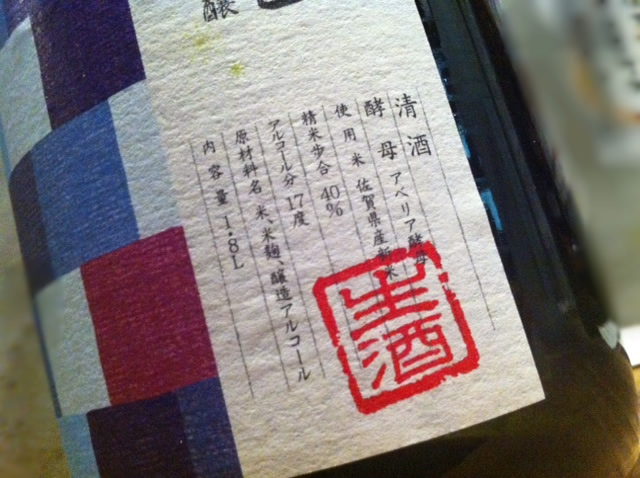 醸
清酒
酵母 アベリア酵母
使用米 佐賀県産新米
精米歩合 40%
アルコール分 17度
原材料名 米、米麹、醸造アルコール
内容量 1.8L
生酒